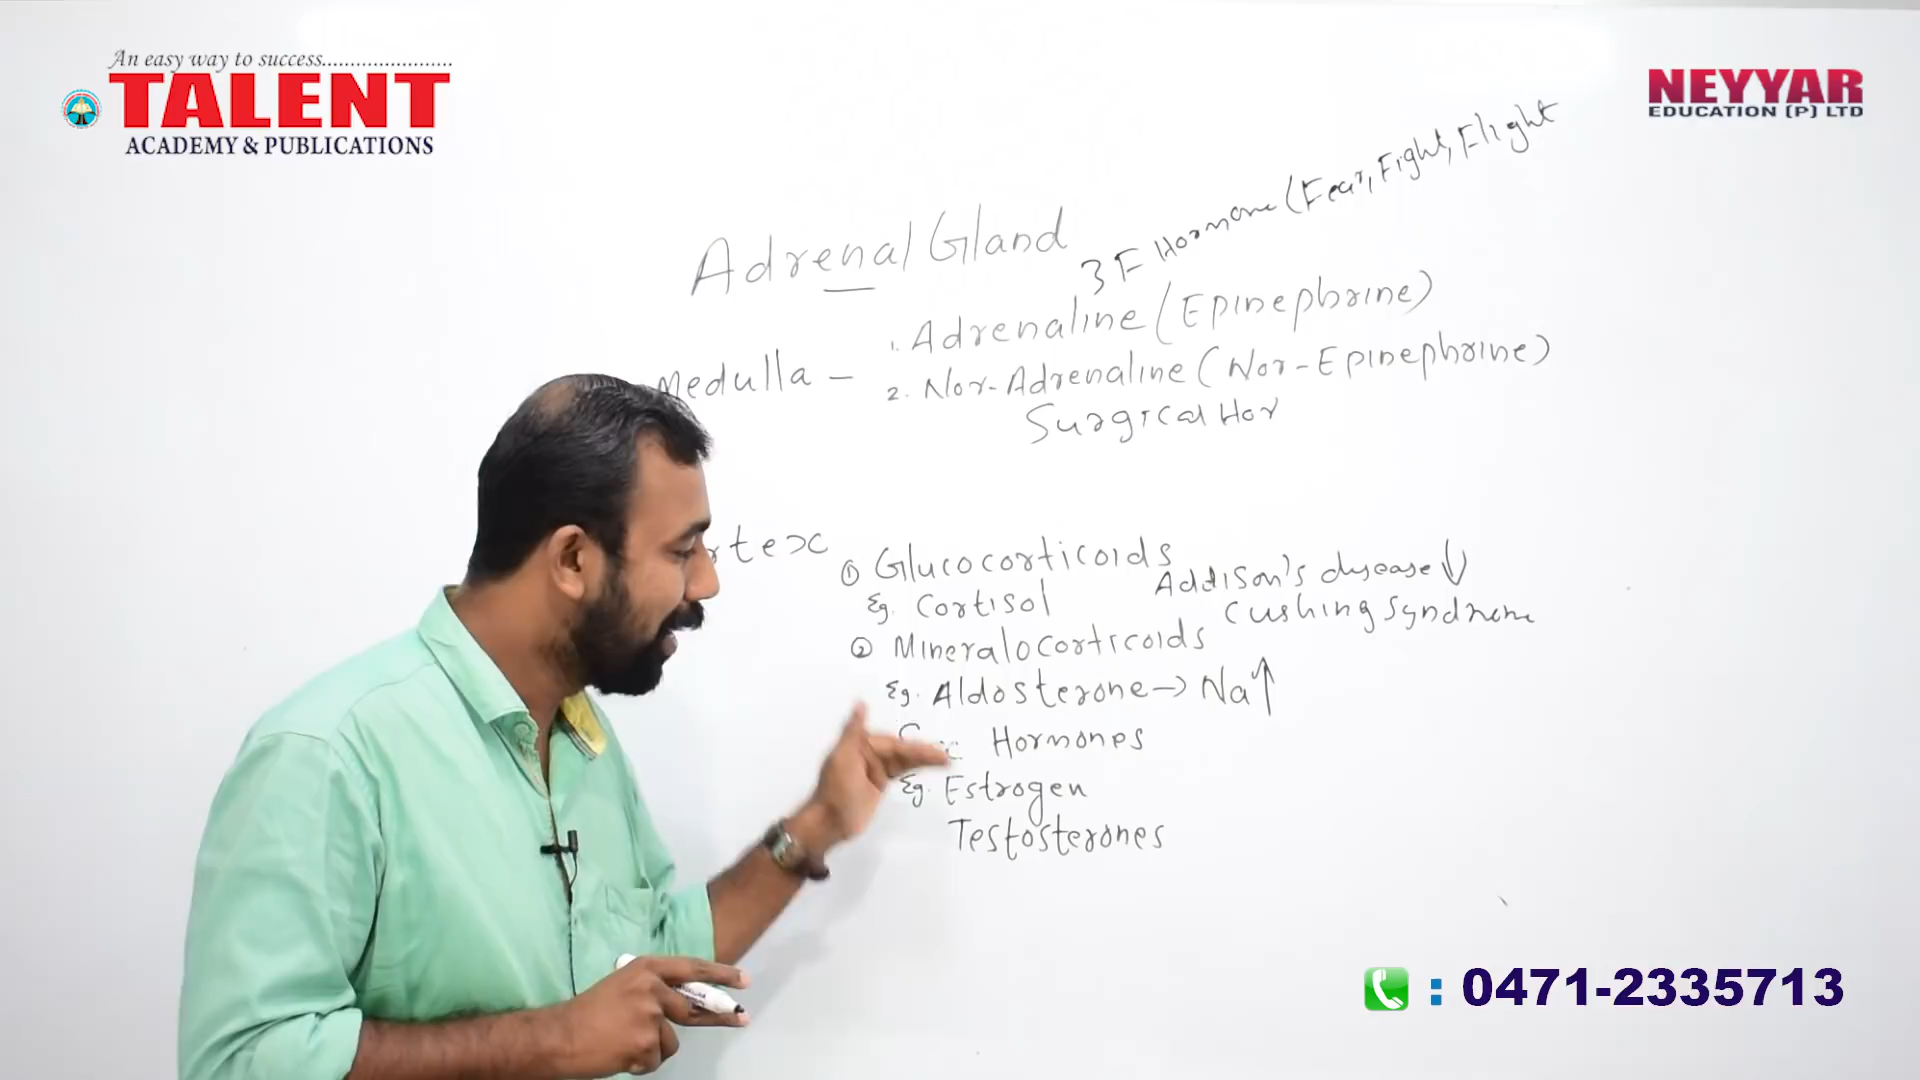 An easy way to success.......................
TALENT
ACADEMY & PUBLICATIONS
NEYYAR
EDUCATION (P) LTD
Adrenal Gland
3 F Hormone (Fear, Fight, Flight
Medulla - 1. Adrenaline (Epinephrine)
2. Nor-Adrenaline (Nor-Epinephrine)
Surgical Hor
① Glucocorticoids
Addison's disease ↓
Eg. Cortisol
Cushing Syndrome
② Mineralocorticoids
Eg. Aldosterone → Na ↑
Hormones
Eg. Estrogen
Testosterones
: 0471-2335713